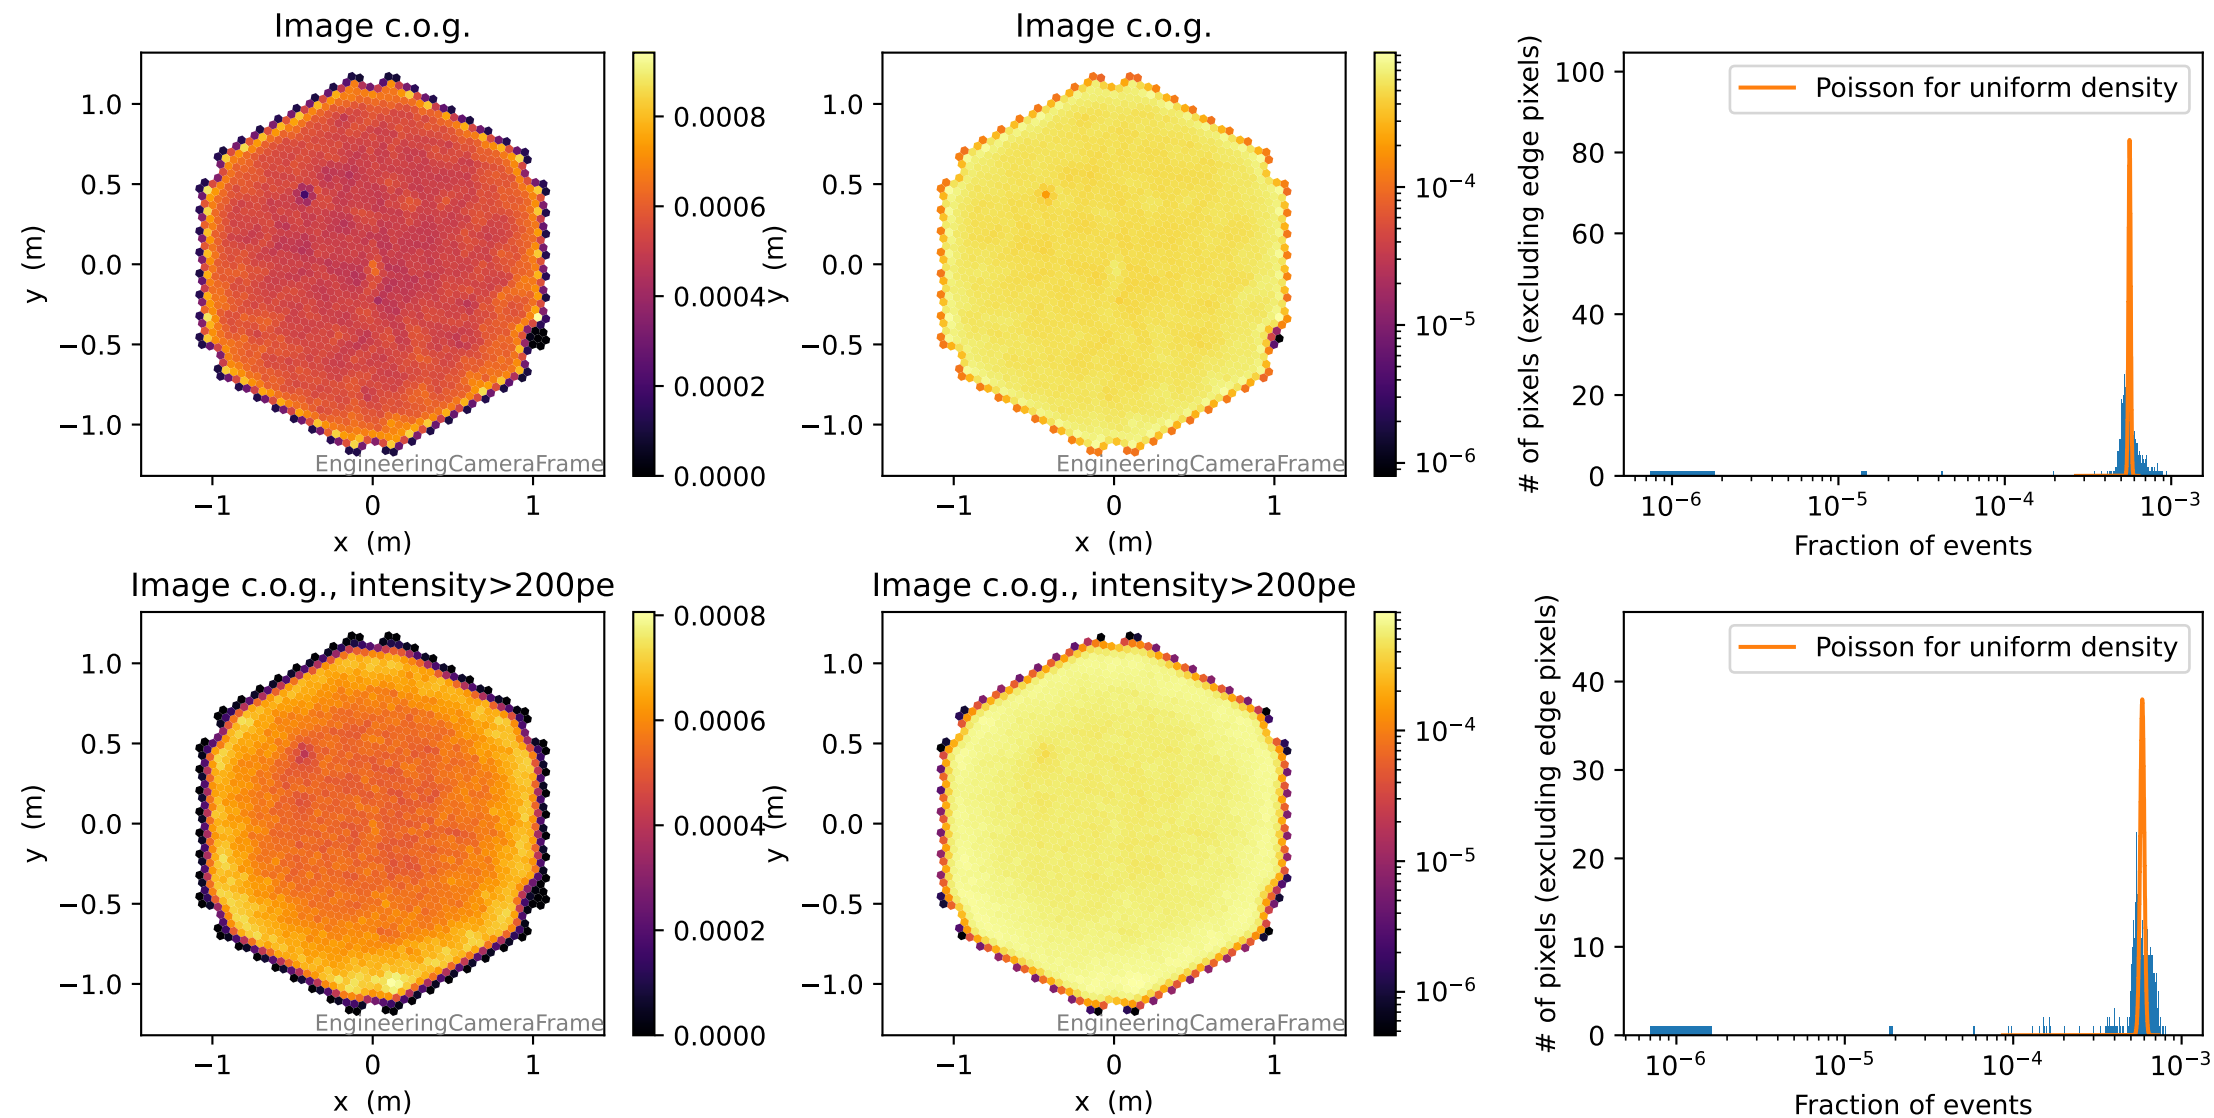 Image c.o.g.
1.0
0.5
0.0
−0.5
−1.0
y (m)
−1 0 1
x (m)
EngineeringCameraFrame
0.0008
0.0006
0.0004
0.0002
0.0000
Image c.o.g.
1.0
0.5
0.0
−0.5
−1.0
y (m)
−1 0 1
x (m)
EngineeringCameraFrame
10⁻⁴
10⁻⁵
10⁻⁶
Poisson for uniform density
100
80
60
40
20
0
# of pixels (excluding edge pixels)
10⁻⁶ 10⁻⁵ 10⁻⁴ 10⁻³
Fraction of events
Image c.o.g., intensity>200pe
1.0
0.5
0.0
−0.5
−1.0
y (m)
−1 0 1
x (m)
EngineeringCameraFrame
0.0008
0.0006
0.0004
0.0002
0.0000
Image c.o.g., intensity>200pe
1.0
0.5
0.0
−0.5
−1.0
y (m)
−1 0 1
x (m)
EngineeringCameraFrame
10⁻⁴
10⁻⁵
10⁻⁶
Poisson for uniform density
40
30
20
10
0
# of pixels (excluding edge pixels)
10⁻⁶ 10⁻⁵ 10⁻⁴ 10⁻³
Fraction of events